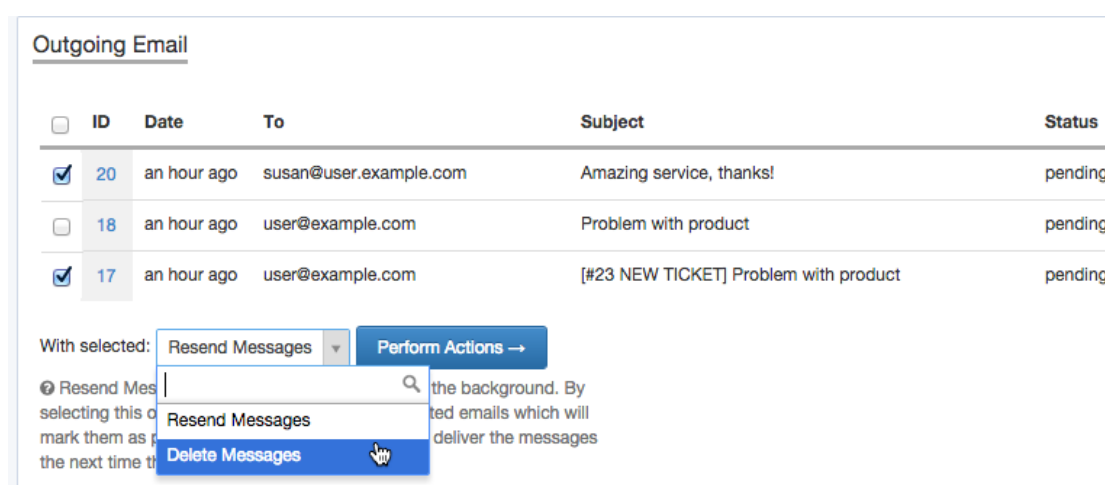 Outgoing Email
ID Date To Subject Status
20 an hour ago susan@user.example.com Amazing service, thanks! pending
18 an hour ago user@example.com Problem with product pending
17 an hour ago user@example.com [#23 NEW TICKET] Problem with product pending
With selected: Resend Messages Perform Actions →
Resend the background. By
selecting this ted emails which will
Resend Messages
mark them as deliver the messages
Delete Messages
the next time